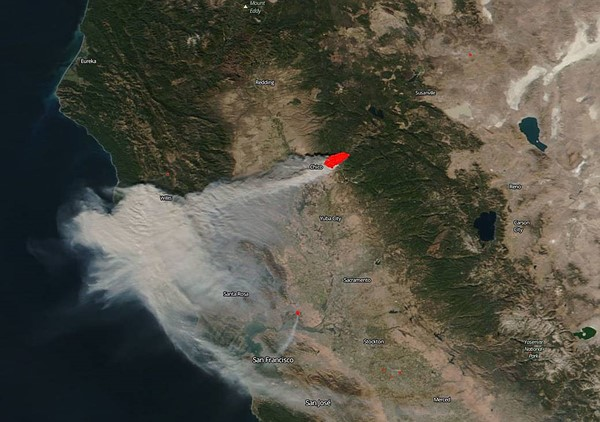 Mount
Eddy
Eureka
Redding
Susanville
Chico
Willits
Reno
Yuba City
Carson
City
Santa Rosa
Sacramento
Stockton
Yosemite
National
Park
San Francisco
San José
Merced